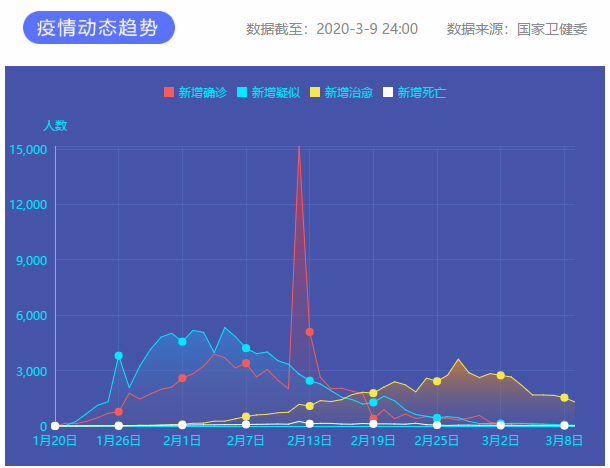 疫情动态趋势 数据截至：2020-3-9 24:00 数据来源：国家卫健委
新增确诊 新增疑似 新增治愈 新增死亡
人数
15,000
12,000
9,000
6,000
3,000
0
1月20日 1月26日 2月1日 2月7日 2月13日 2月19日 2月25日 3月2日 3月8日